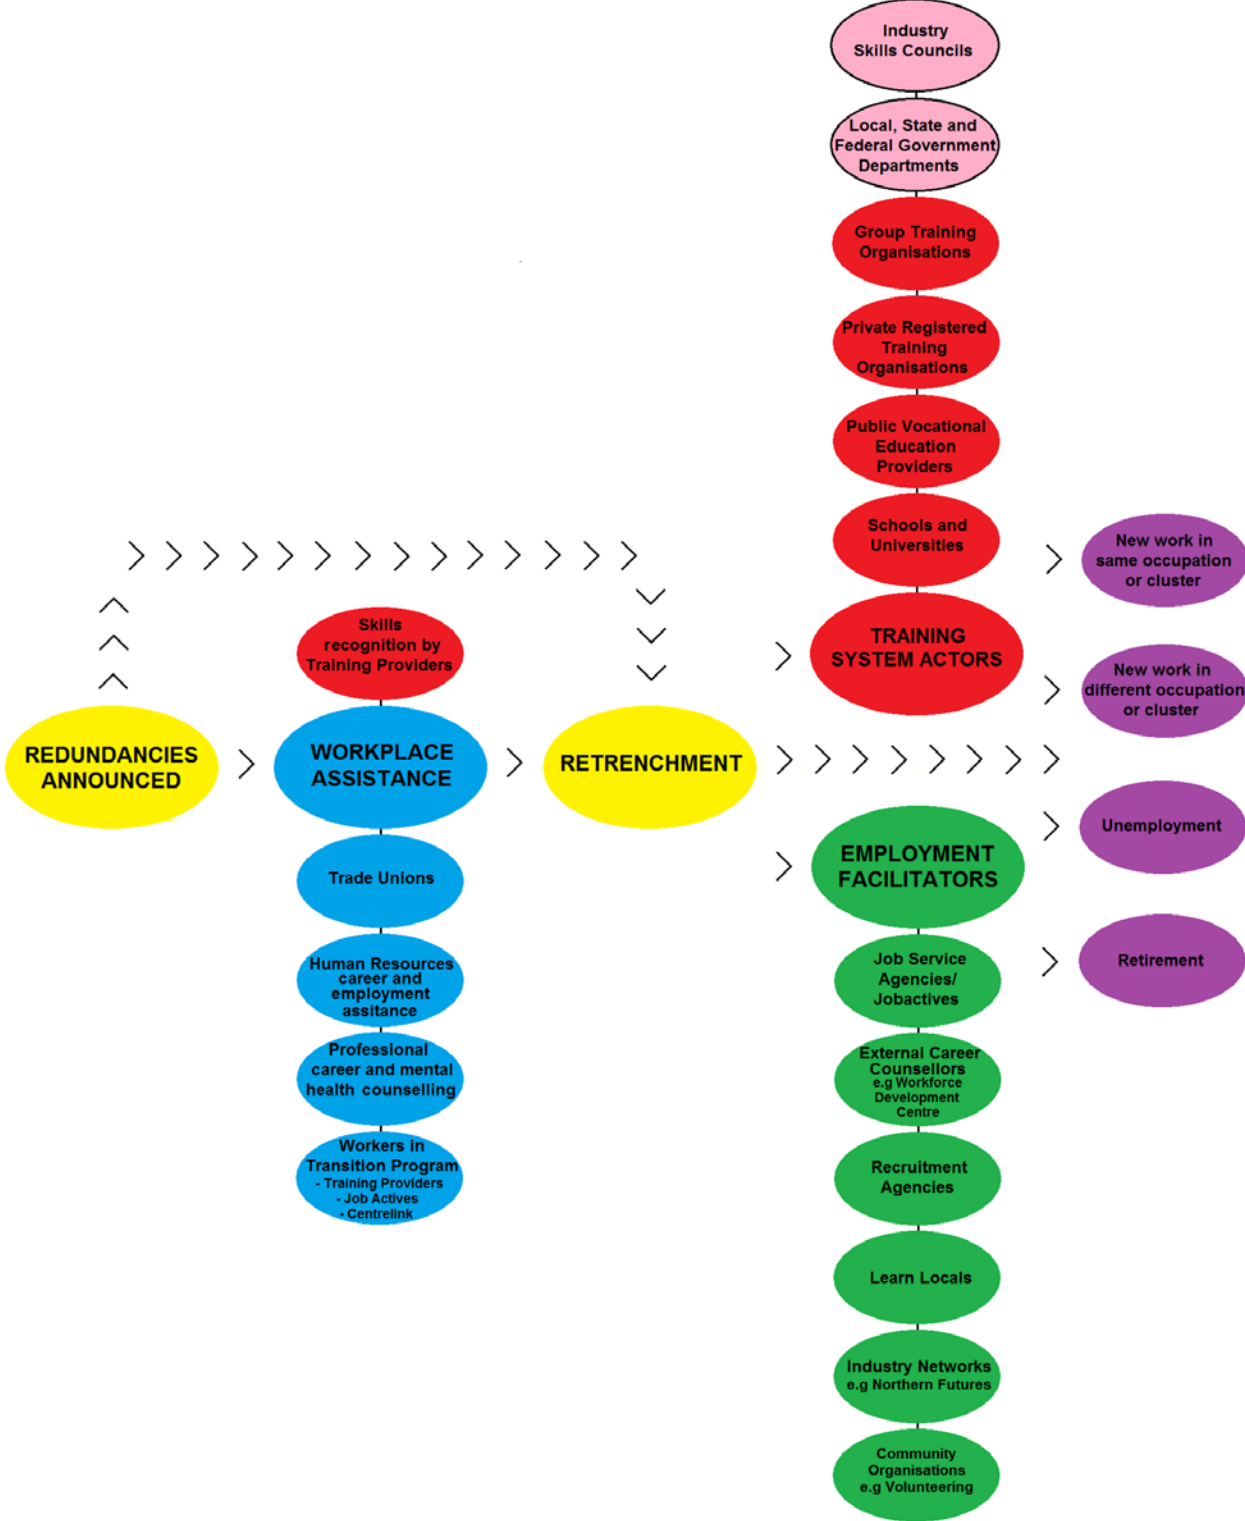 Industry
Skills Councils
Local, State and
Federal Government
Departments
Group Training
Organisations
Private Registered
Training
Organisations
Public Vocational
Education
Providers
Schools and
Universities
TRAINING
SYSTEM ACTORS
New work in
same occupation
or cluster
New work in
different occupation
or cluster
Unemployment
Retirement
Skills
recognition by
Training Providers
REDUNDANCIES
ANNOUNCED
WORKPLACE
ASSISTANCE
RETRENCHMENT
Trade Unions
Human Resources
career and
employment
assitance
Professional
career and mental
health counselling
Workers in
Transition Program
- Training Providers
- Job Actives
- Centrelink
EMPLOYMENT
FACILITATORS
Job Service
Agencies/
Jobactives
External Career
Counsellors
e.g Workforce
Development
Centre
Recruitment
Agencies
Learn Locals
Industry Networks
e.g Northern Futures
Community
Organisations
e.g Volunteering